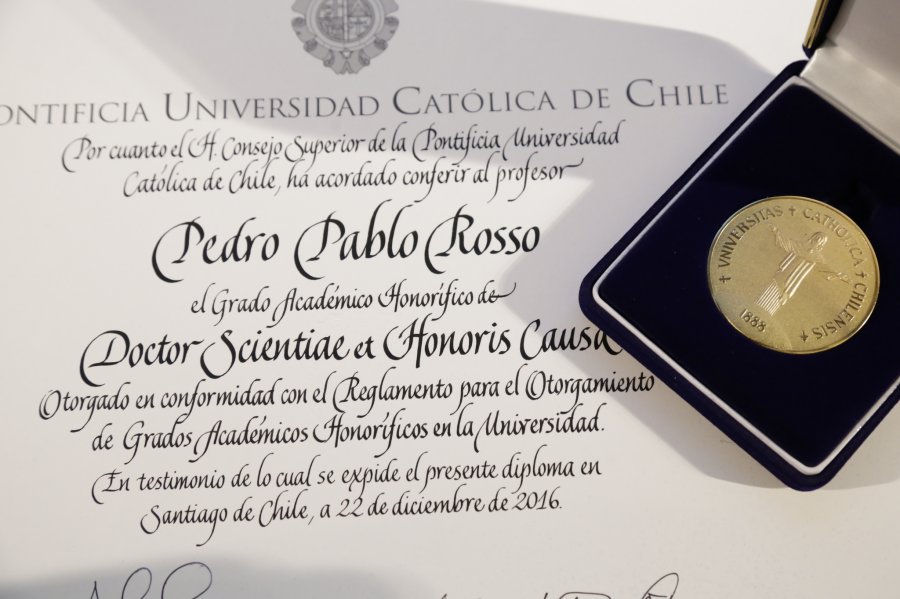 ONTIFICIA UNIVERSIDAD CATÓLICA DE CHILE
Por cuanto el H. Consejo Superior de la Pontificia Universidad
Católica de Chile, ha acordado conferir al profesor
Pedro Pablo Rosso
el Grado Académico Honorífico de
Doctor Scientiae et Honoris Causa
Otorgado en conformidad con el Reglamento para el Otorgamiento
de Grados Académicos Honoríficos en la Universidad.
En testimonio de lo cual se expide el presente diploma en
Santiago de Chile, a 22 de diciembre de 2016.
✝ VNIVERSITAS ✝ CATHOLICA ✝ CHILENSIS ✝
1888